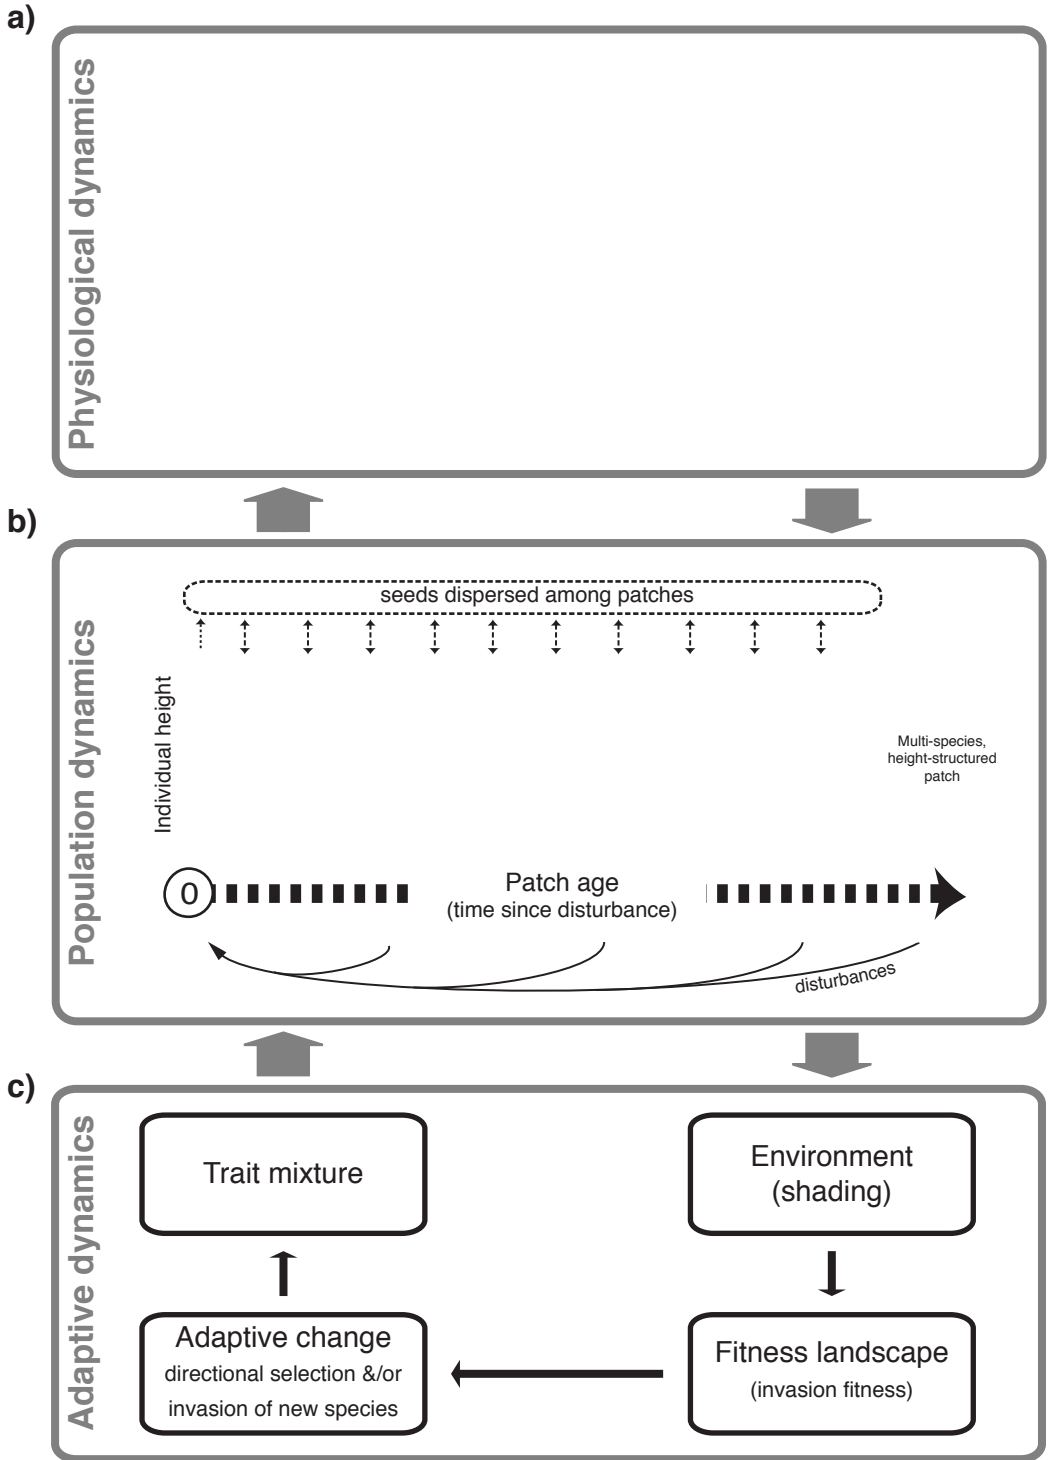 a)
Physiological dynamics
b)
Population dynamics
seeds dispersed among patches
Individual height
Multi-species,
height-structured
patch
0
Patch age
(time since disturbance)
disturbances
c)
Adaptive dynamics
Trait mixture
Environment
(shading)
Adaptive change
directional selection &/or
invasion of new species
Fitness landscape
(invasion fitness)